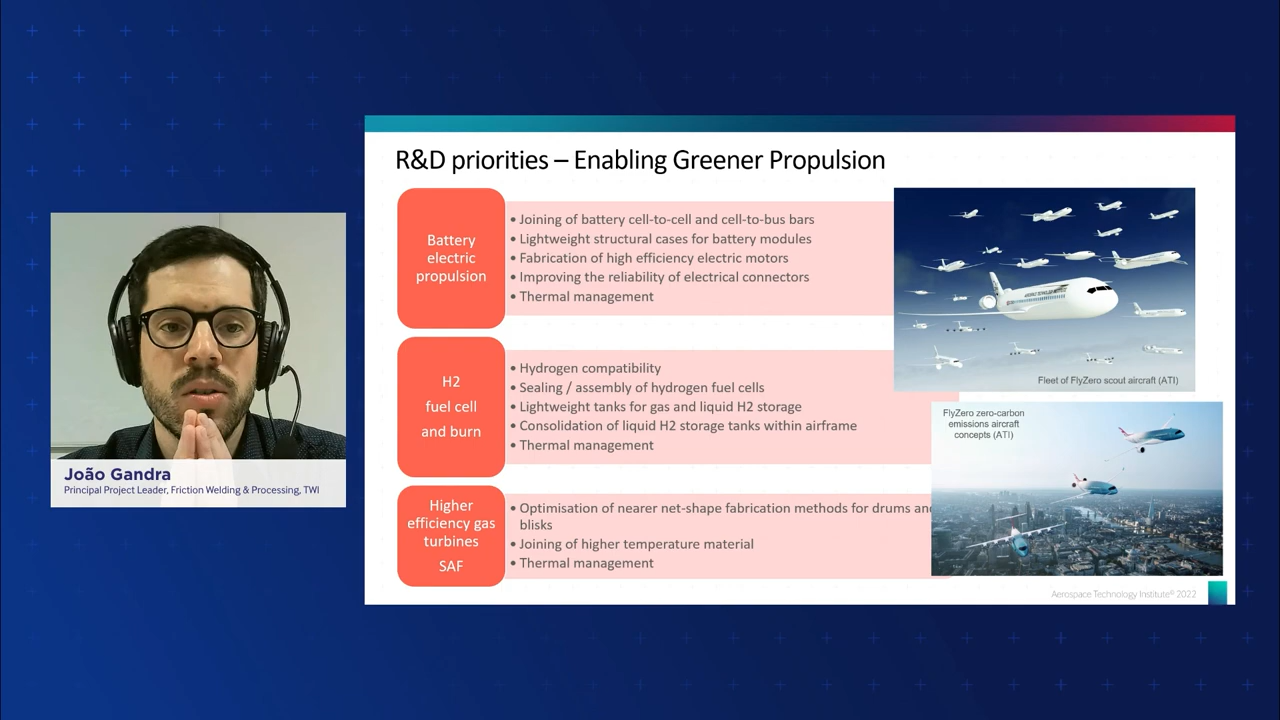 R&D priorities – Enabling Greener Propulsion
Battery
electric
propulsion
• Joining of battery cell-to-cell and cell-to-bus bars
• Lightweight structural cases for battery modules
• Fabrication of high efficiency electric motors
• Improving the reliability of electrical connectors
• Thermal management
H2
fuel cell
and burn
• Hydrogen compatibility
• Sealing / assembly of hydrogen fuel cells
• Lightweight tanks for gas and liquid H2 storage
• Consolidation of liquid H2 storage tanks within airframe
• Thermal management
Higher
efficiency gas
turbines
SAF
• Optimisation of nearer net-shape fabrication methods for drums and
blisks
• Joining of higher temperature material
• Thermal management
Fleet of FlyZero scout aircraft (ATI)
FlyZero zero-carbon
emissions aircraft
concepts (ATI)
Aerospace Technology Institute® 2022
João Gandra
Principal Project Leader, Friction Welding & Processing, TWI